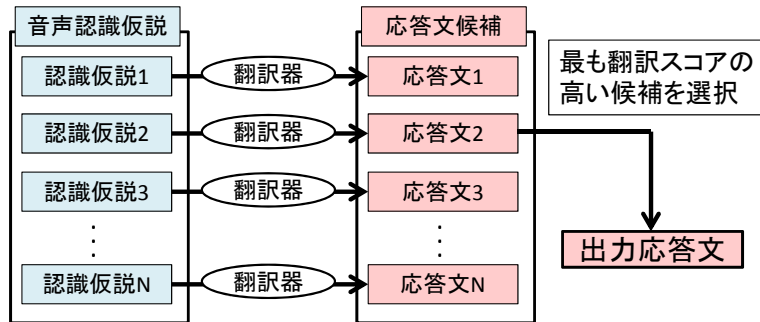 音声認識仮説
応答文候補
認識仮説1
翻訳器
応答文1
最も翻訳スコアの
高い候補を選択
認識仮説2
翻訳器
応答文2
認識仮説3
翻訳器
応答文3
⋮
⋮
出力応答文
認識仮説N
翻訳器
応答文N